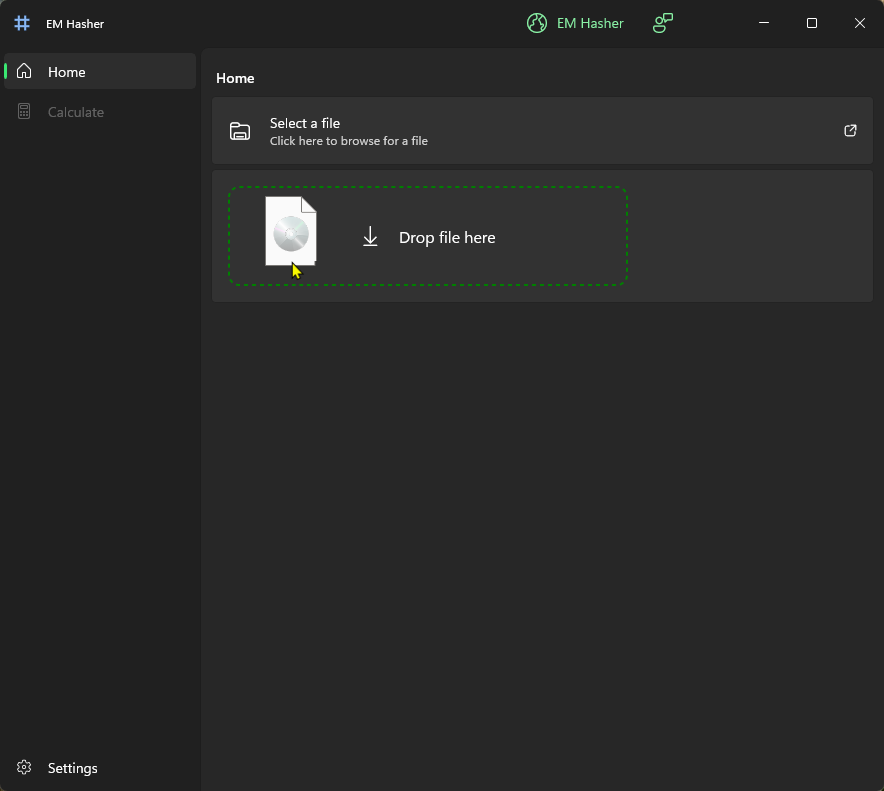 EM Hasher
EM Hasher
Home
Calculate
Home
Select a file
Click here to browse for a file
Drop file here
Settings